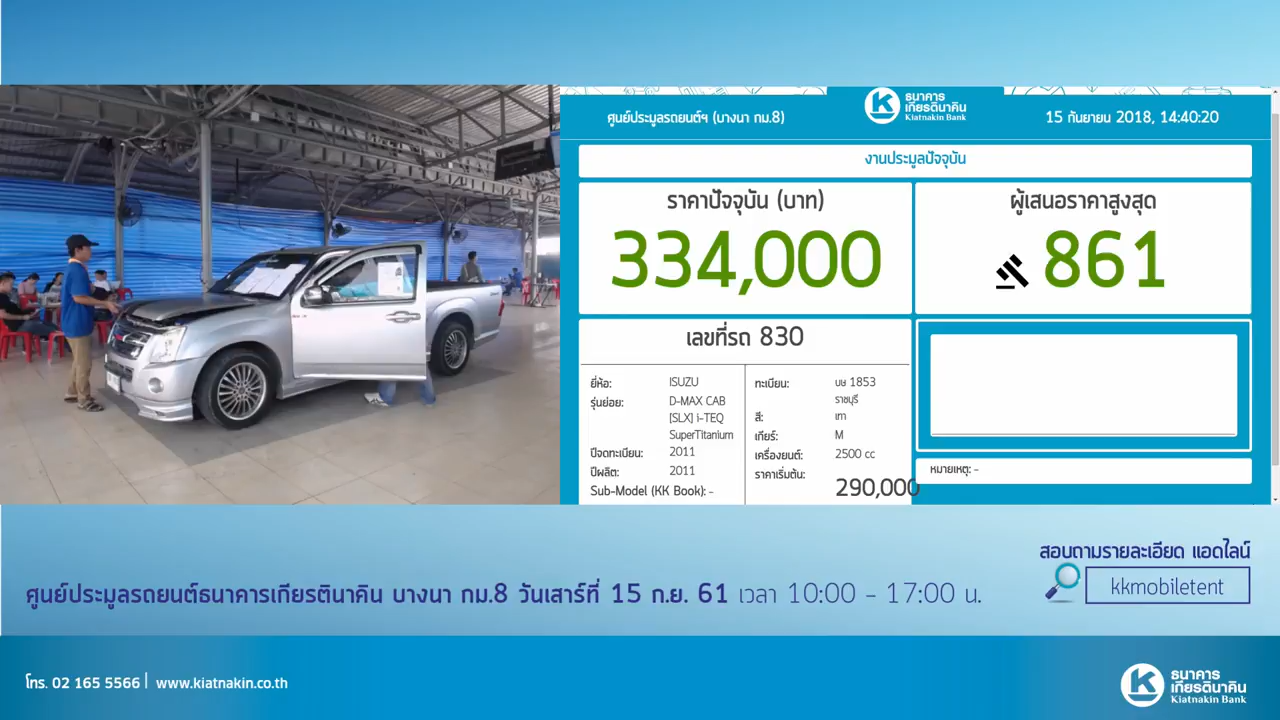 ศูนย์ประมูลรถยนต์ฯ (บางนา กม.8)
ธนาคาร
เกียรตินาคิน
Kiatnakin Bank
15 กันยายน 2018, 14:40:20
งานประมูลปัจจุบัน
ราคาปัจจุบัน (บาท)
334,000
ผู้เสนอราคาสูงสุด
861
เลขที่รถ 830
ยี่ห้อ: ISUZU
รุ่นย่อย: D-MAX CAB
[SLX] i-TEQ
SuperTitanium
ปีจดทะเบียน: 2011
ปีผลิต: 2011
Sub-Model (KK Book): -
ทะเบียน: บษ 1853
ราชบุรี
สี: เทา
เกียร์: M
เครื่องยนต์: 2500 cc
ราคาเริ่มต้น:
290,000
หมายเหตุ: -
สอบถามรายละเอียด แอดไลน์
kkmobiletent
ศูนย์ประมูลรถยนต์ธนาคารเกียรตินาคิน บางนา กม.8 วันเสาร์ที่ 15 ก.ย. 61 เวลา 10:00 - 17:00 น.
โทร. 02 165 5566 | www.kiatnakin.co.th
ธนาคาร
เกียรตินาคิน
Kiatnakin Bank